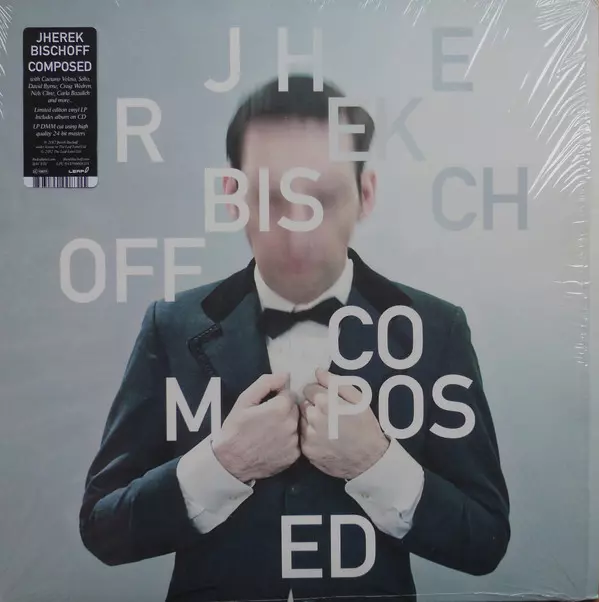 JHEREK
BISCHOFF
COMPOSED
with Caetano Veloso, Soko,
David Byrne, Craig Wedren,
Nels Cline, Carla Bozulich
and more...
Limited edition vinyl LP
Includes album on CD
LP DMM cut using high
quality 24-bit masters
LEAF
J H E
R EK
BIS CH
OFF
CO
M POS
ED